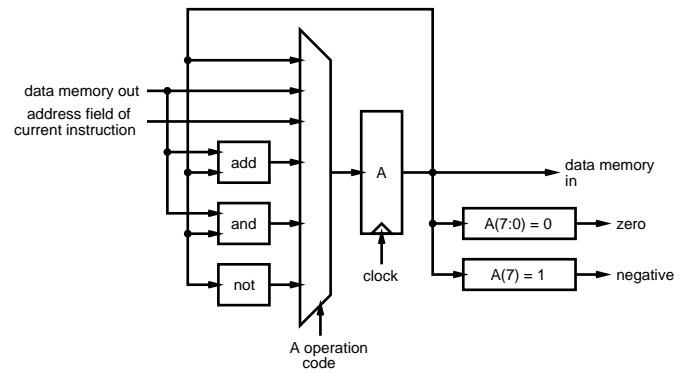 data memory out
address field of
current instruction
add
and
not
A
clock
A operation
code
data memory
in
A(7:0) = 0
zero
A(7) = 1
negative